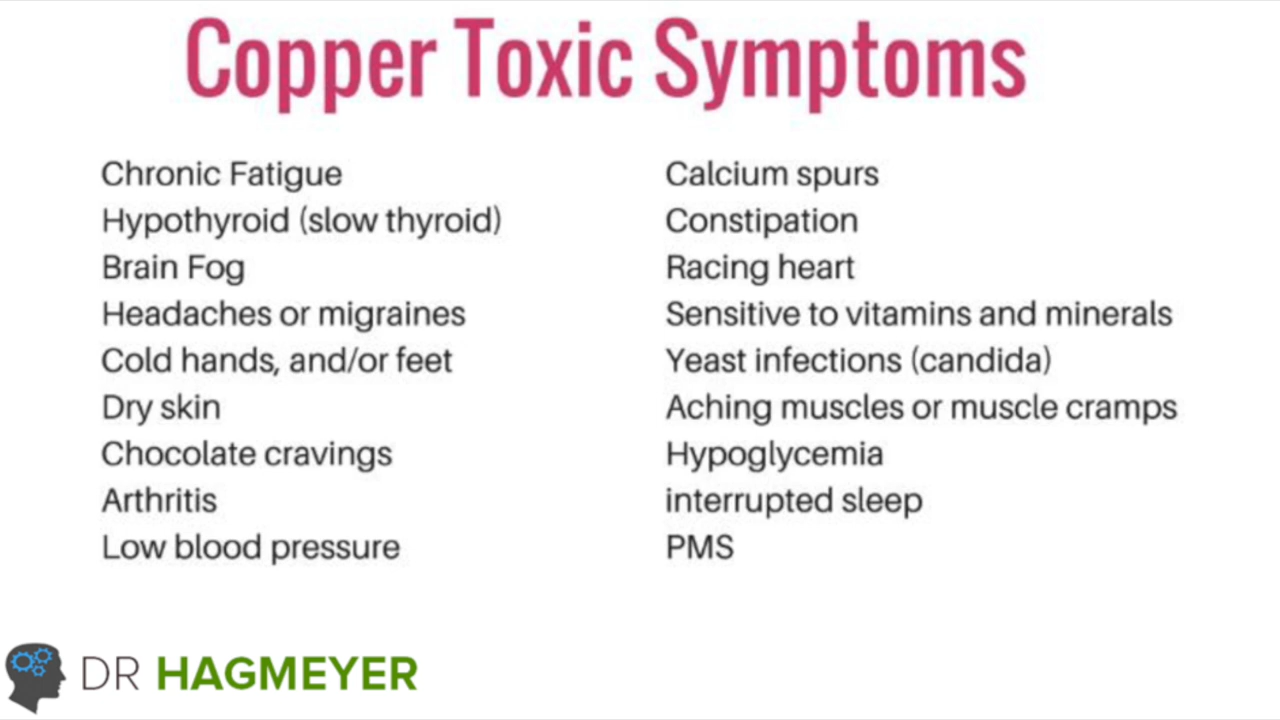 Copper Toxic Symptoms
Chronic Fatigue
Hypothyroid (slow thyroid)
Brain Fog
Headaches or migraines
Cold hands, and/or feet
Dry skin
Chocolate cravings
Arthritis
Low blood pressure
Calcium spurs
Constipation
Racing heart
Sensitive to vitamins and minerals
Yeast infections (candida)
Aching muscles or muscle cramps
Hypoglycemia
interrupted sleep
PMS
DR HAGMEYER